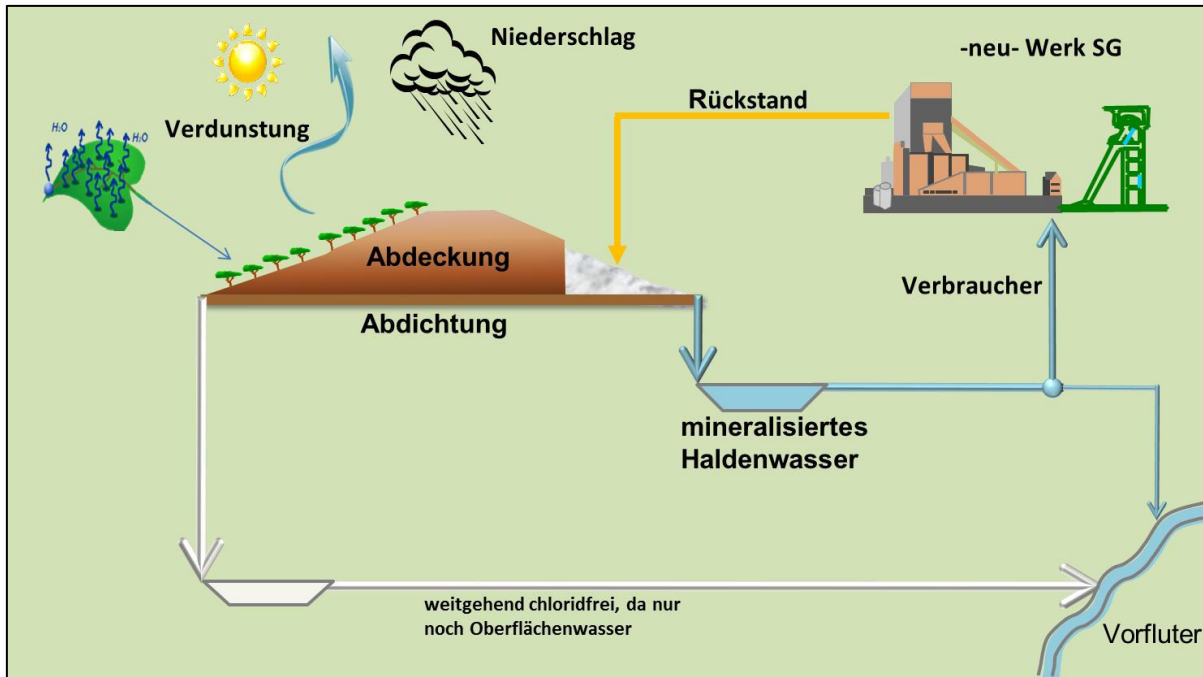 Niederschlag
-neu- Werk SG
Verdunstung
H₂O
H₂O
Rückstand
Abdeckung
Abdichtung
Verbraucher
mineralisiertes
Haldenwasser
weitgehend chloridfrei, da nur
noch Oberflächenwasser
Vorfluter